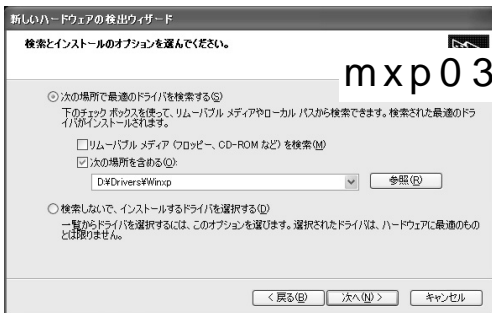 新しいハードウェアの検出ウィザード
検索とインストールのオプションを選んでください。
mxp03
次の場所で最適のドライバを検索する(S)
下のチェック ボックスを使って、リムーバブル メディアやローカル パスから検索できます。検索された最適のドラ
イバがインストールされます。
リムーバブル メディア (フロッピー、CD-ROM など) を検索(M)
次の場所を含める(O):
D:¥Drivers¥Winxp
参照(R)
検索しないで、インストールするドライバを選択する(D)
一覧からドライバを選択するには、このオプションを選びます。選択されたドライバは、ハードウェアに最適のもの
とは限りません。
< 戻る(B)
次へ(N) >
キャンセル